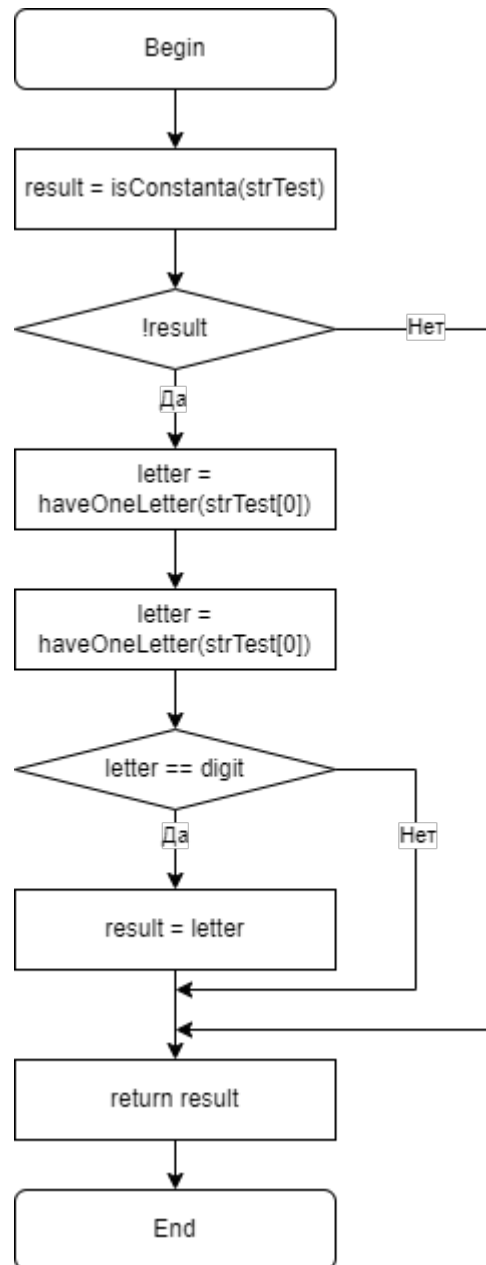 Begin
result = isConstanta(strTest)
!result
Нет
Да
letter =
haveOneLetter(strTest[0])
letter =
haveOneLetter(strTest[0])
letter == digit
Да
Нет
result = letter
return result
End